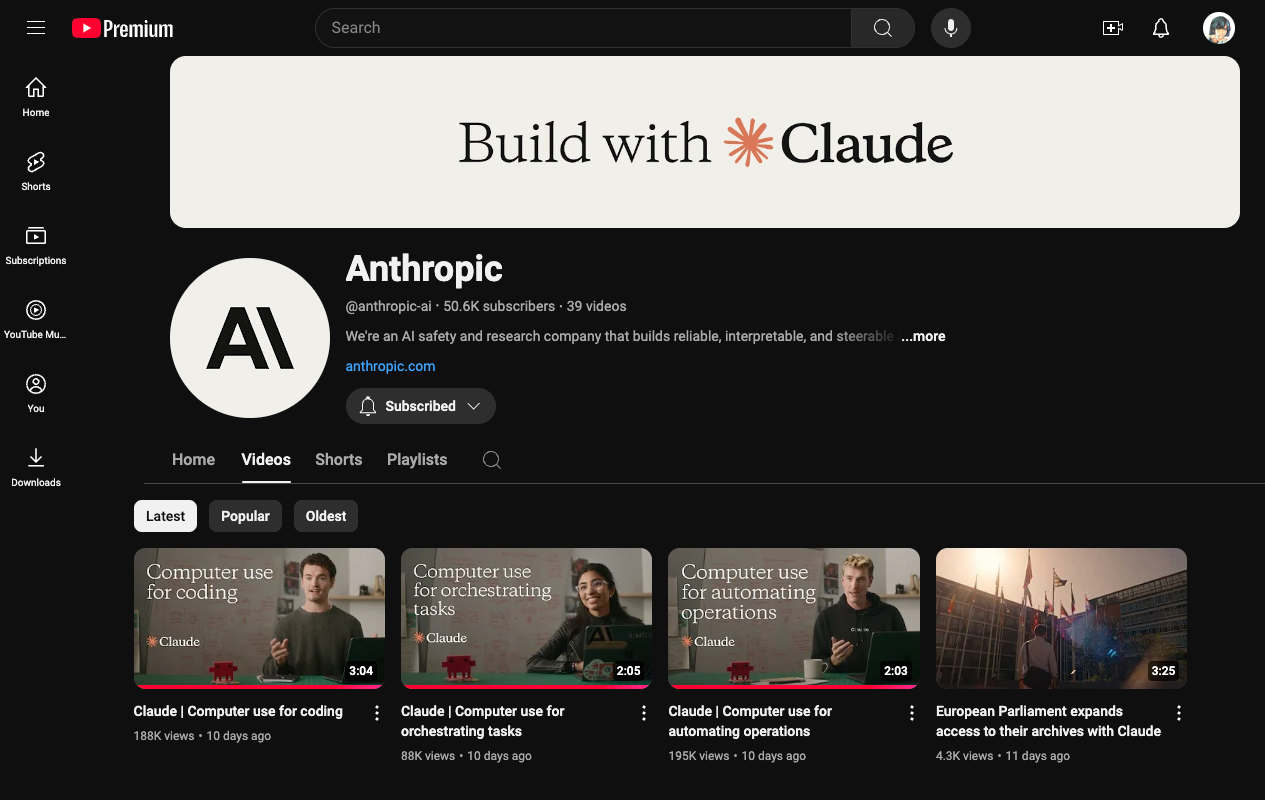 Premium
Search
Home
Shorts
Subscriptions
YouTube Mu...
You
Downloads
Build with Claude
AI
Anthropic
@anthropic-ai · 50.6K subscribers · 39 videos
We're an AI safety and research company that builds reliable, interpretable, and steerable ...more
anthropic.com
Subscribed
Home Videos Shorts Playlists
Latest Popular Oldest
Computer use
for coding
Claude
3:04
Computer use
for orchestrating
tasks
Claude
2:05
Computer use
for automating
operations
Claude
2:03
3:25
Claude | Computer use for coding
188K views • 10 days ago
Claude | Computer use for
orchestrating tasks
88K views • 10 days ago
Claude | Computer use for
automating operations
195K views • 10 days ago
European Parliament expands
access to their archives with Claude
4.3K views • 11 days ago